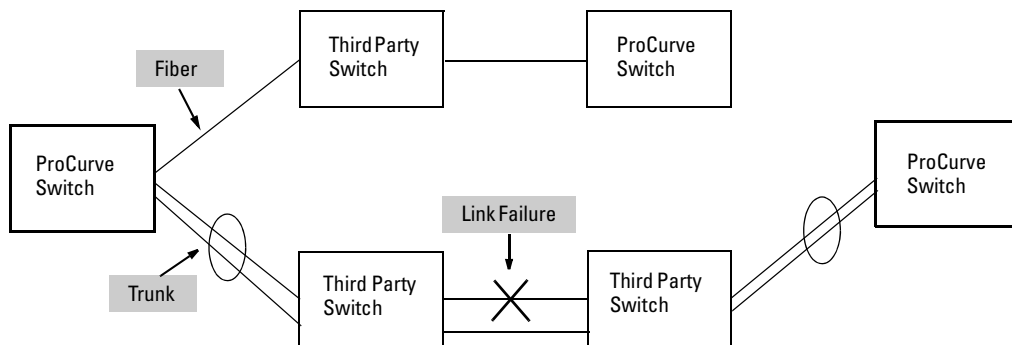 Third Party
Switch
ProCurve
Switch
Fiber
ProCurve
Switch
ProCurve
Switch
Link Failure
Trunk
Third Party
Switch
Third Party
Switch